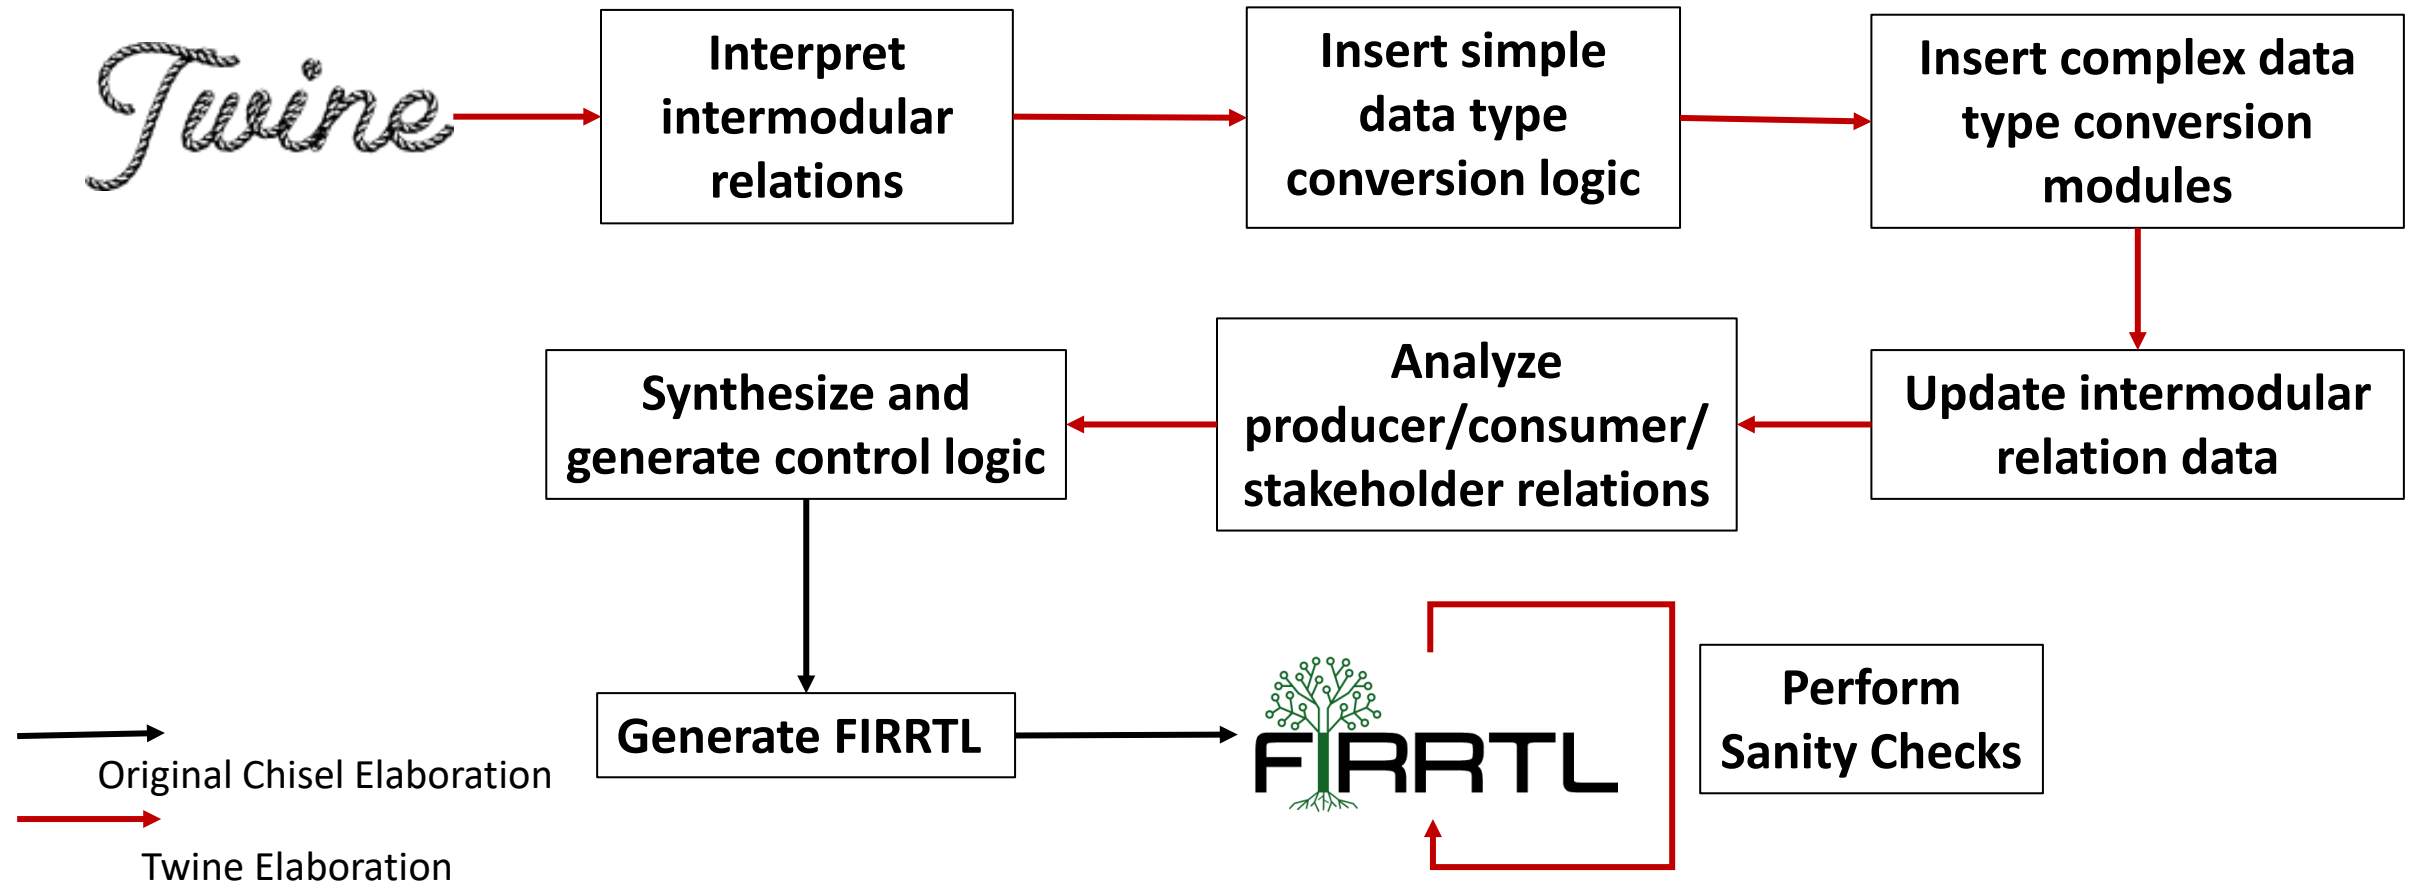 Twine
Interpret
intermodular
relations
Insert simple
data type
conversion logic
Insert complex data
type conversion
modules
Update intermodular
relation data
Analyze
producer/consumer/
stakeholder relations
Synthesize and
generate control logic
Generate FIRRTL
FIRRTL
Perform
Sanity Checks
Original Chisel Elaboration
Twine Elaboration